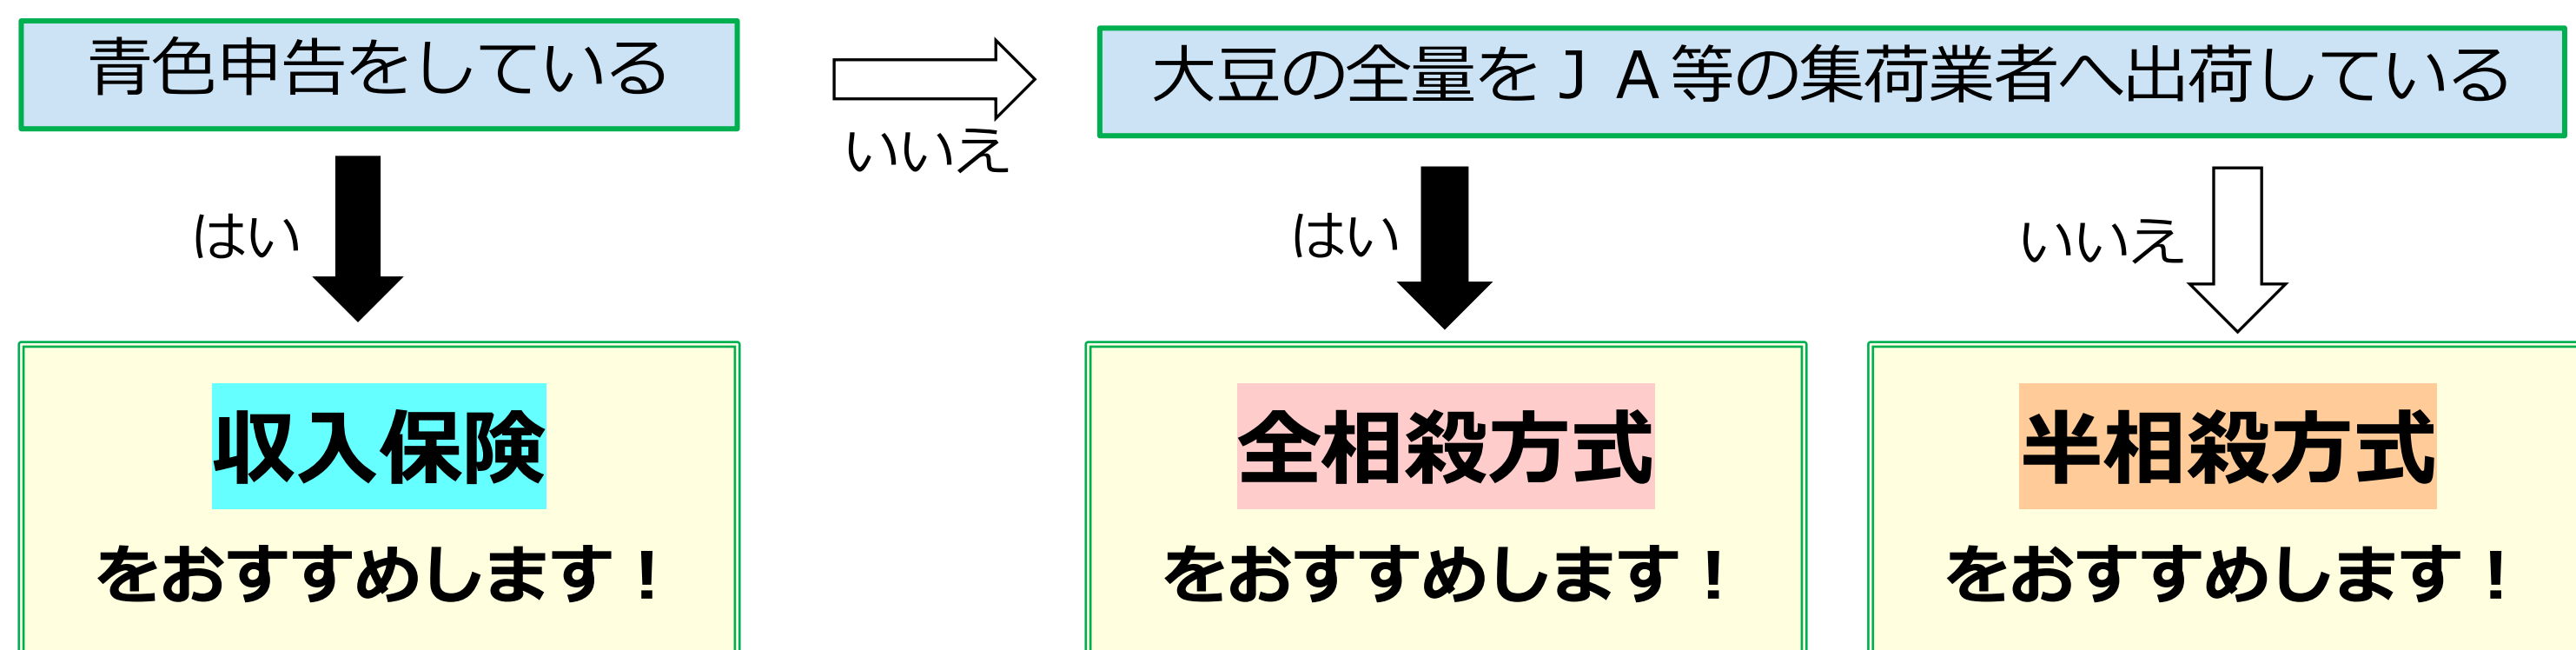 青色申告をしている
大豆の全量をＪＡ等の集荷業者へ出荷している
いいえ
はい
はい
いいえ
収入保険
をおすすめします！
全相殺方式
をおすすめします！
半相殺方式
をおすすめします！